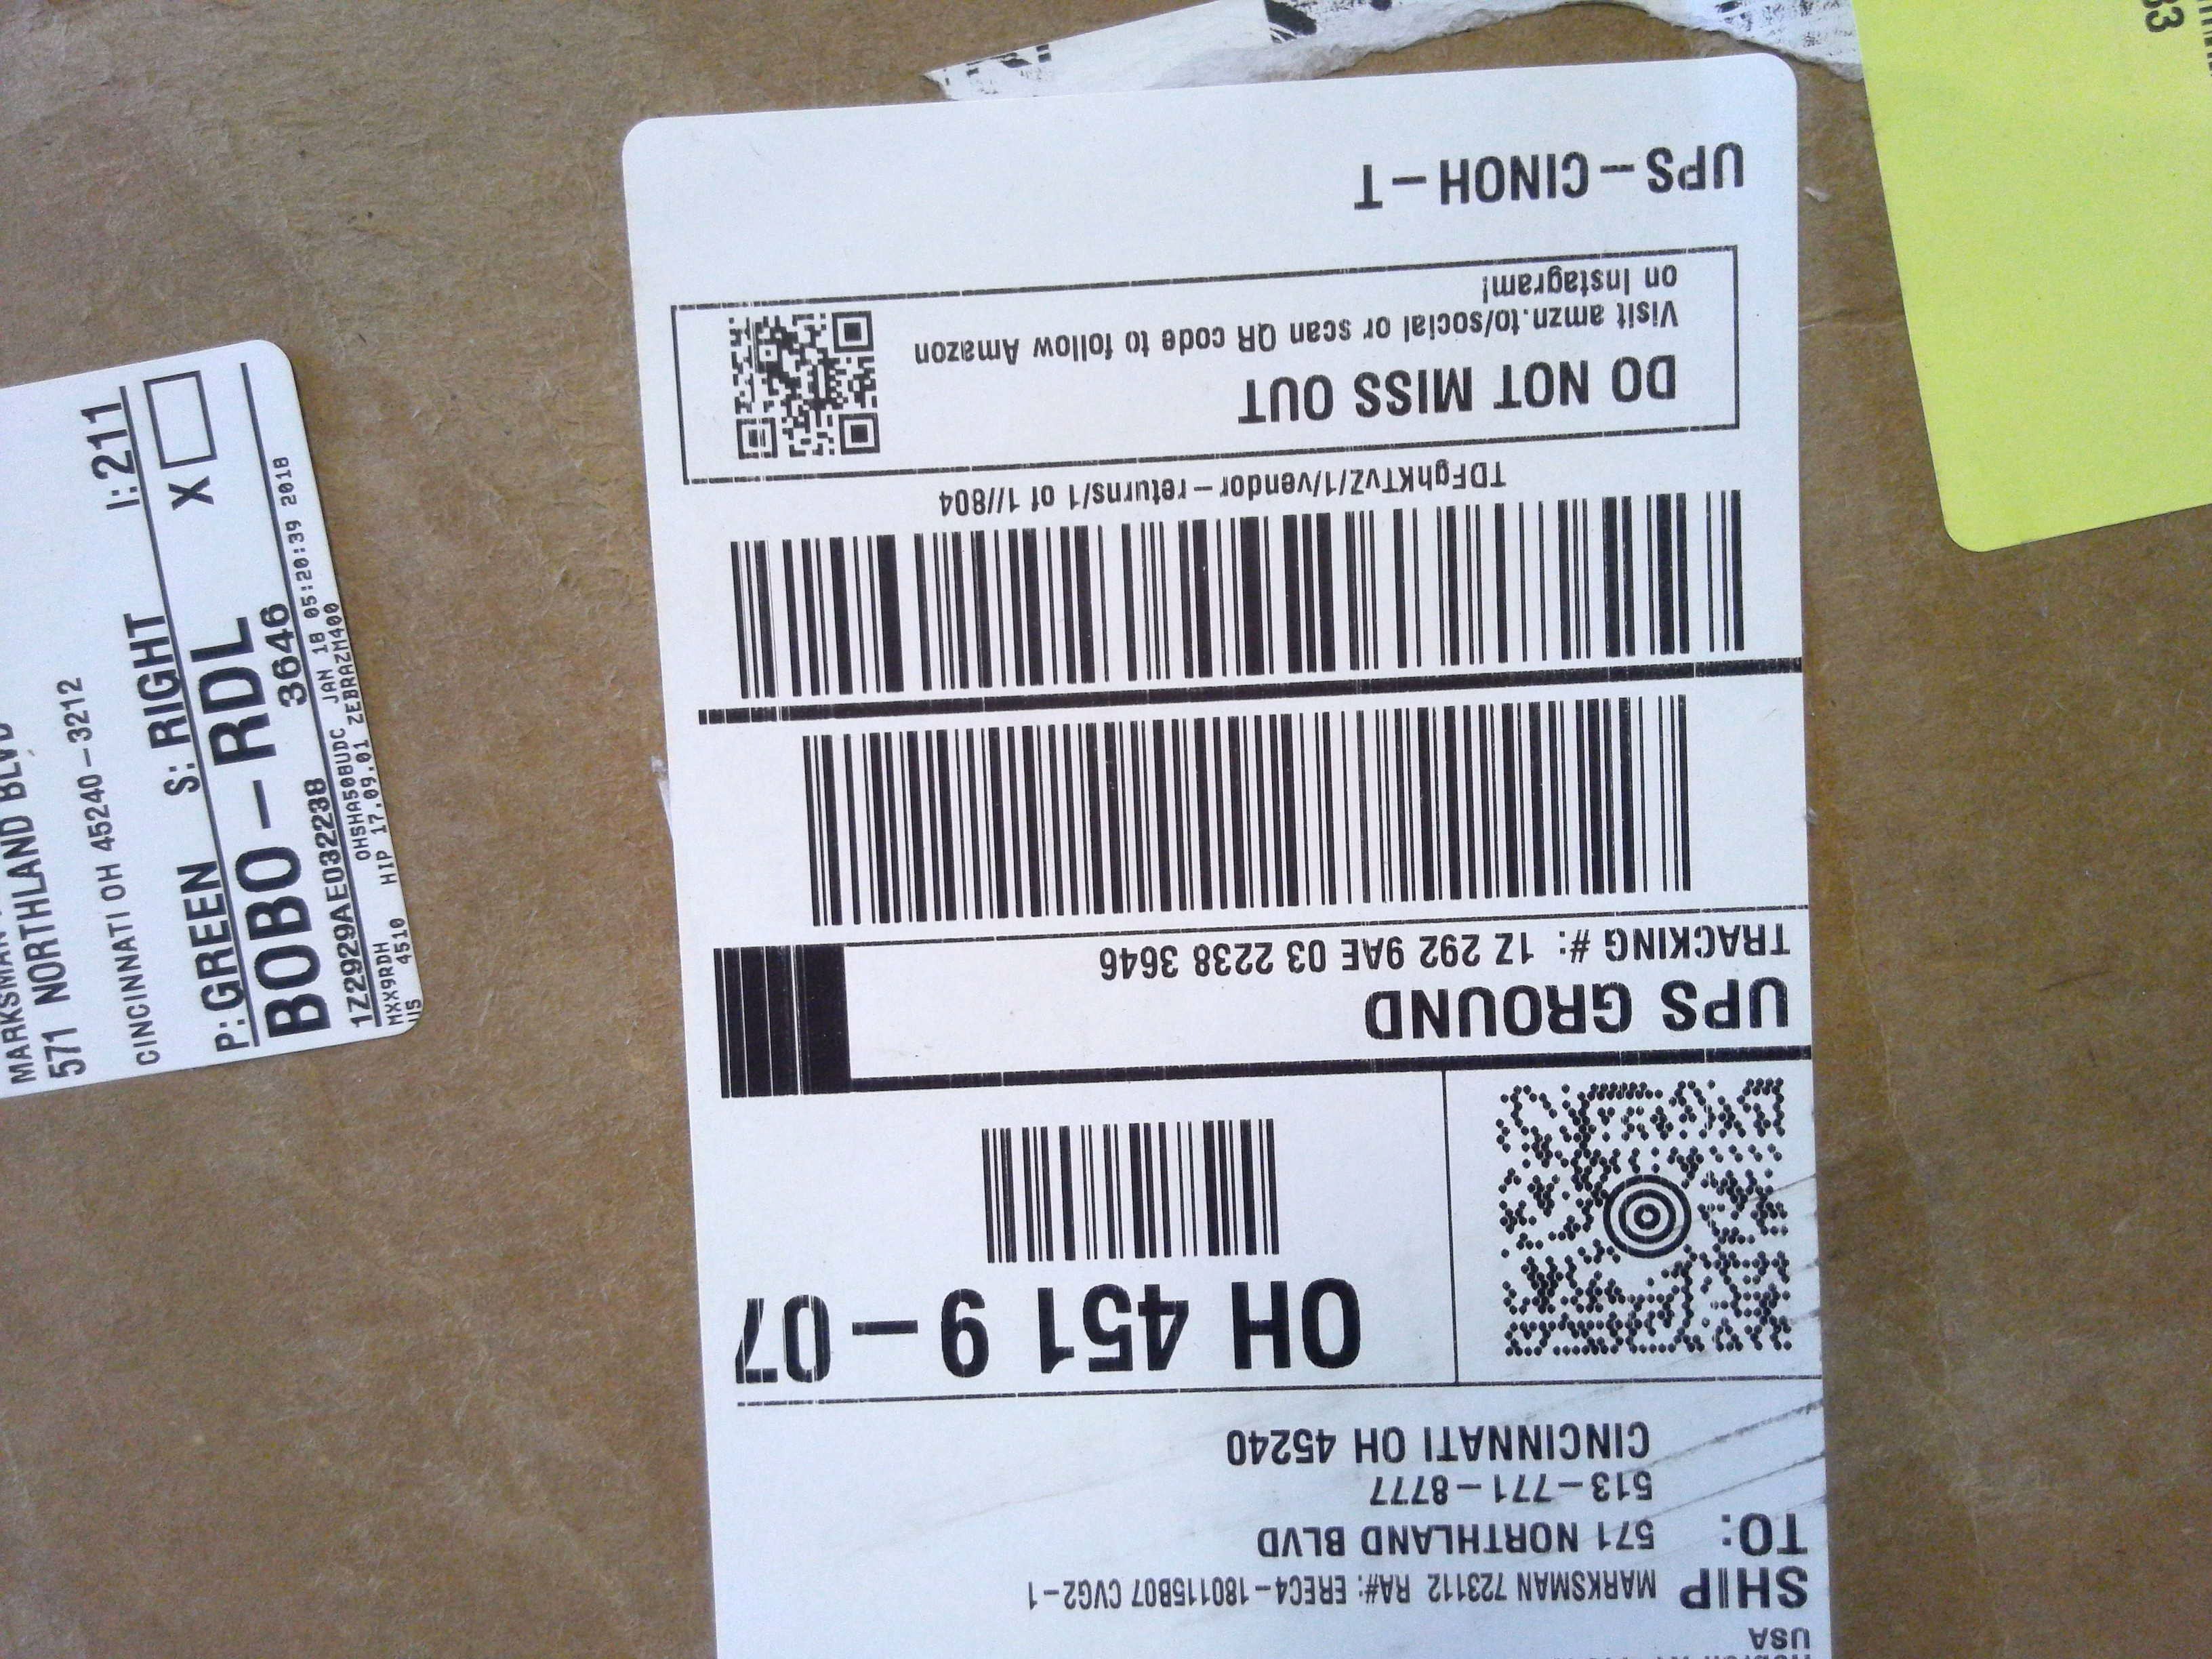 USA
SHIP
TO:
MARKSMAN 723112 RA#: EREC4-180115B07 CVG2-1
571 NORTHLAND BLVD
513-771-8777
CINCINNATI OH 45240
OH 451 9-07
UPS GROUND
TRACKING #: 1Z 292 9AE 03 2238 3646
TDFghKTvZ/1/vendor-returns/1 of 1//804
DO NOT MISS OUT
Visit amzn.to/social or scan QR code to follow Amazon
on Instagram!
UPS-CINOH-T
MARKSMAN
571 NORTHLAND BLVD
CINCINNATI OH 45240-3212
P: GREEN S: RIGHT I: 211
BOBO-RDL X
1Z2929AE032238 3646
MXX9RDH OHSHA50BUDC JAN 18 05:20:39 2018
US 4510 HIP 17.09.01 ZEBRAZM400